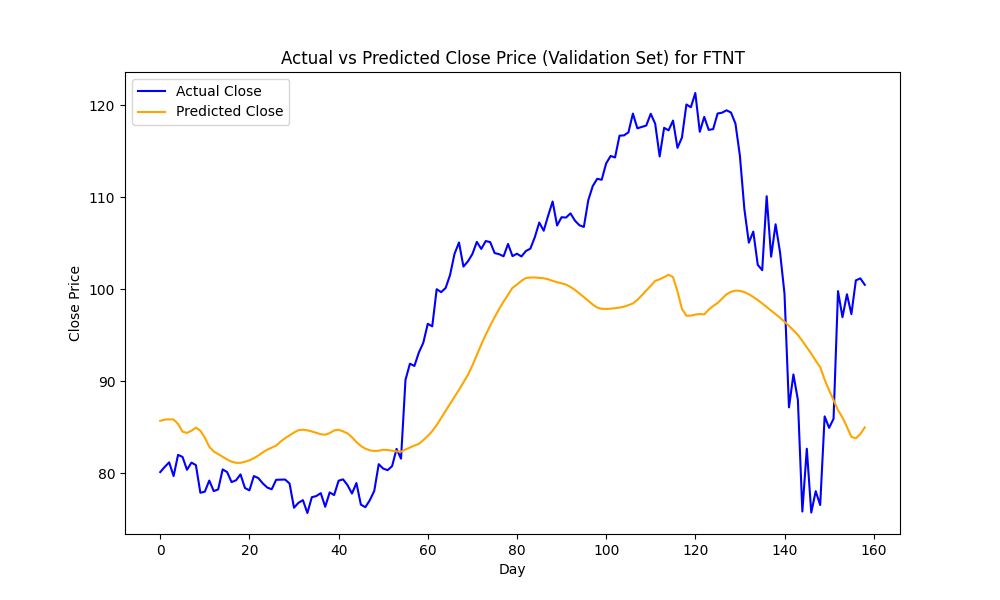 Actual vs Predicted Close Price (Validation Set) for FTNT
Actual Close
Predicted Close
120
110
100
90
80
Close Price
0 20 40 60 80 100 120 140 160
Day